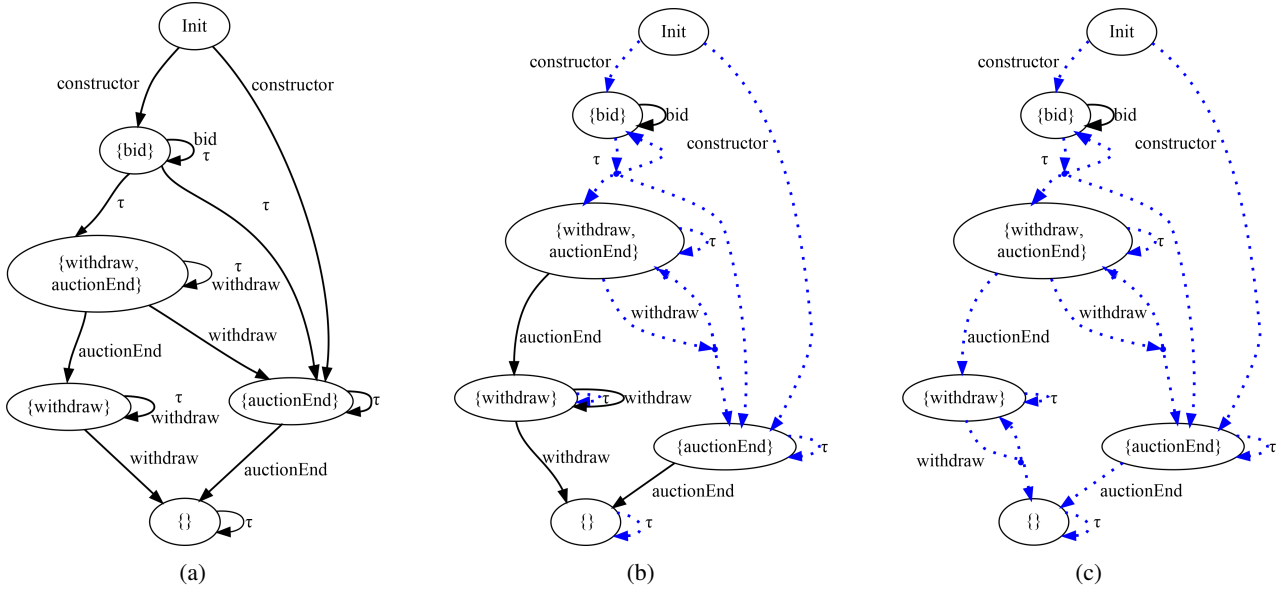 Init
constructor
constructor
{bid}
bid
τ
τ
τ
{withdraw,
auctionEnd}
τ
withdraw
withdraw
auctionEnd
{withdraw}
τ
withdraw
{auctionEnd}
τ
withdraw
auctionEnd
{}
τ
(a)
Init
constructor
{bid}
bid
constructor
τ
{withdraw,
auctionEnd}
τ
withdraw
auctionEnd
{withdraw}
τ
withdraw
{auctionEnd}
τ
withdraw
auctionEnd
{}
τ
(b)
Init
constructor
{bid}
bid
constructor
τ
{withdraw,
auctionEnd}
τ
withdraw
auctionEnd
{withdraw}
τ
{auctionEnd}
τ
withdraw
auctionEnd
{}
τ
(c)